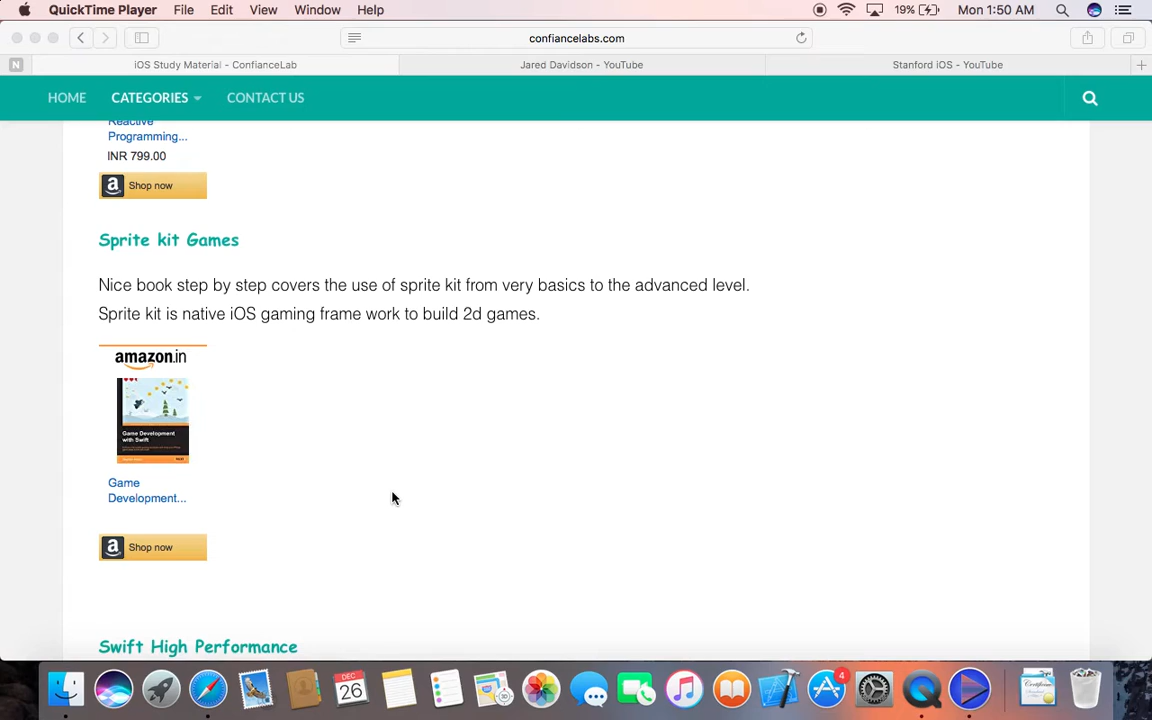 QuickTime Player File Edit View Window Help 19% Mon 1:50 AM
confiancelabs.com
N iOS Study Material - ConfianceLab Jared Davidson - YouTube Stanford iOS - YouTube
HOME CATEGORIES CONTACT US
Reactive
Programming...
INR 799.00
a Shop now
Sprite kit Games
Nice book step by step covers the use of sprite kit from very basics to the advanced level.
Sprite kit is native iOS gaming frame work to build 2d games.
amazon.in
Game Development
with Swift
Game
Development...
a Shop now
Swift High Performance
DEC
26
4